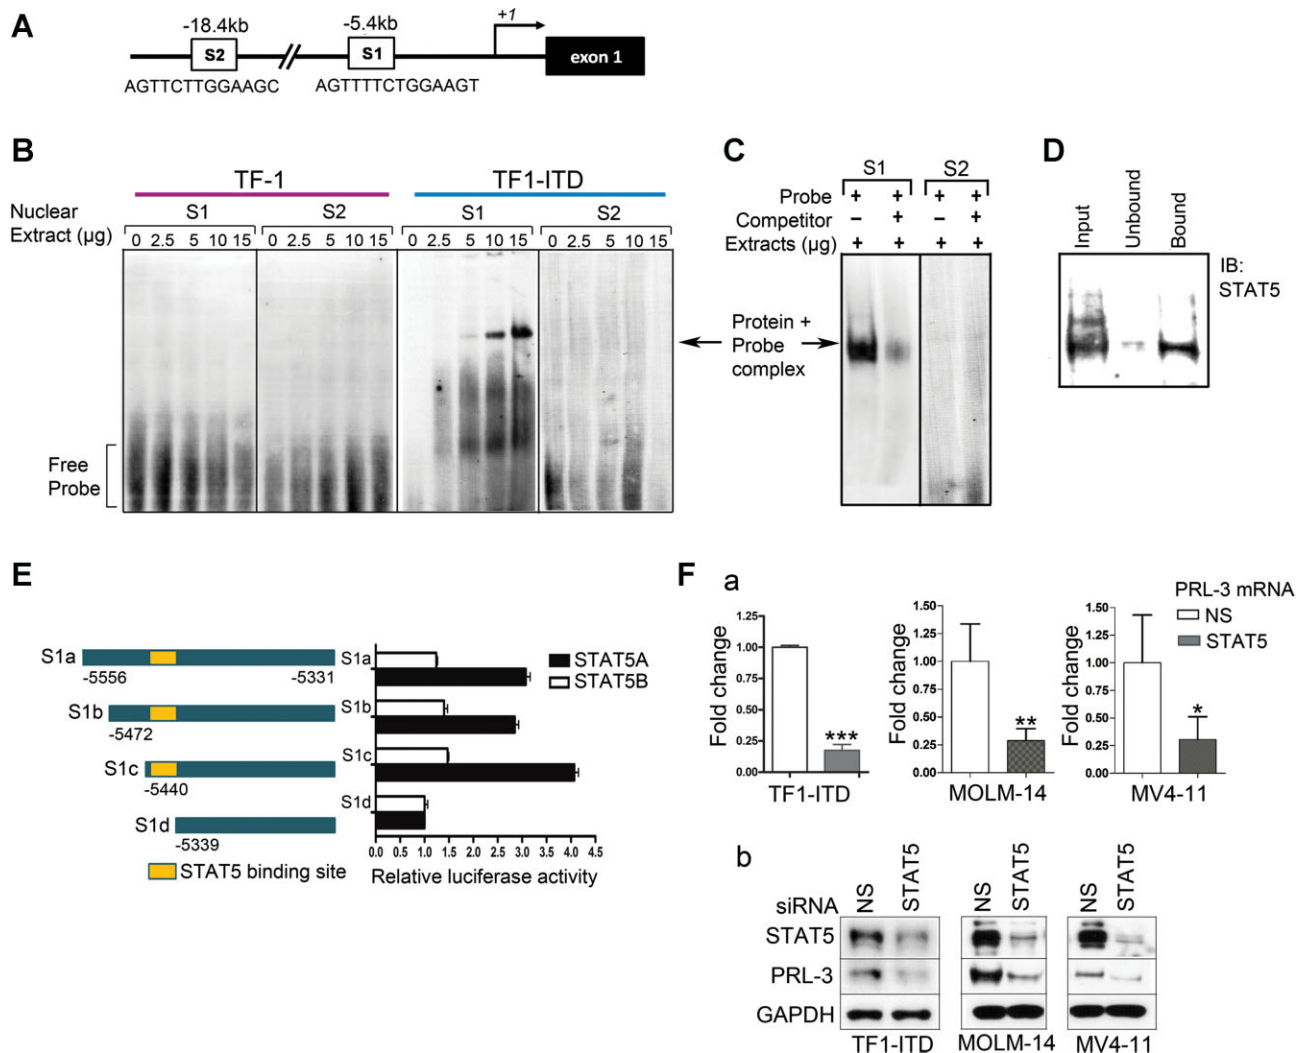 A
-18.4kb
-5.4kb
+1
S2
S1
exon 1
AGTTCTTGGAAGC
AGTTTTCTGGAAGT
B
TF-1
TF1-ITD
Nuclear
Extract (μg)
S1
S2
S1
S2
0 2.5 5 10 15
0 2.5 5 10 15
0 2.5 5 10 15
0 2.5 5 10 15
Free
Probe
C
S1
S2
Probe + + + +
Competitor – + – +
Extracts (μg) + + + +
Protein +
Probe
complex
D
Input
Unbound
Bound
IB:
STAT5
E
S1a
-5556
-5331
S1b
-5472
S1c
-5440
S1d
-5339
STAT5 binding site
S1a
S1b
S1c
S1d
STAT5A
STAT5B
0.0 0.5 1.0 1.5 2.0 2.5 3.0 3.5 4.0 4.5
Relative luciferase activity
F
a
PRL-3 mRNA
NS
STAT5
Fold change
1.25
1.00
0.75
0.50
0.25
0.00
***
TF1-ITD
Fold change
1.50
1.25
1.00
0.75
0.50
0.25
0.00
**
MOLM-14
Fold change
1.50
1.25
1.00
0.75
0.50
0.25
0.00
*
MV4-11
b
siRNA
NS
STAT5
NS
STAT5
NS
STAT5
STAT5
PRL-3
GAPDH
TF1-ITD
MOLM-14
MV4-11